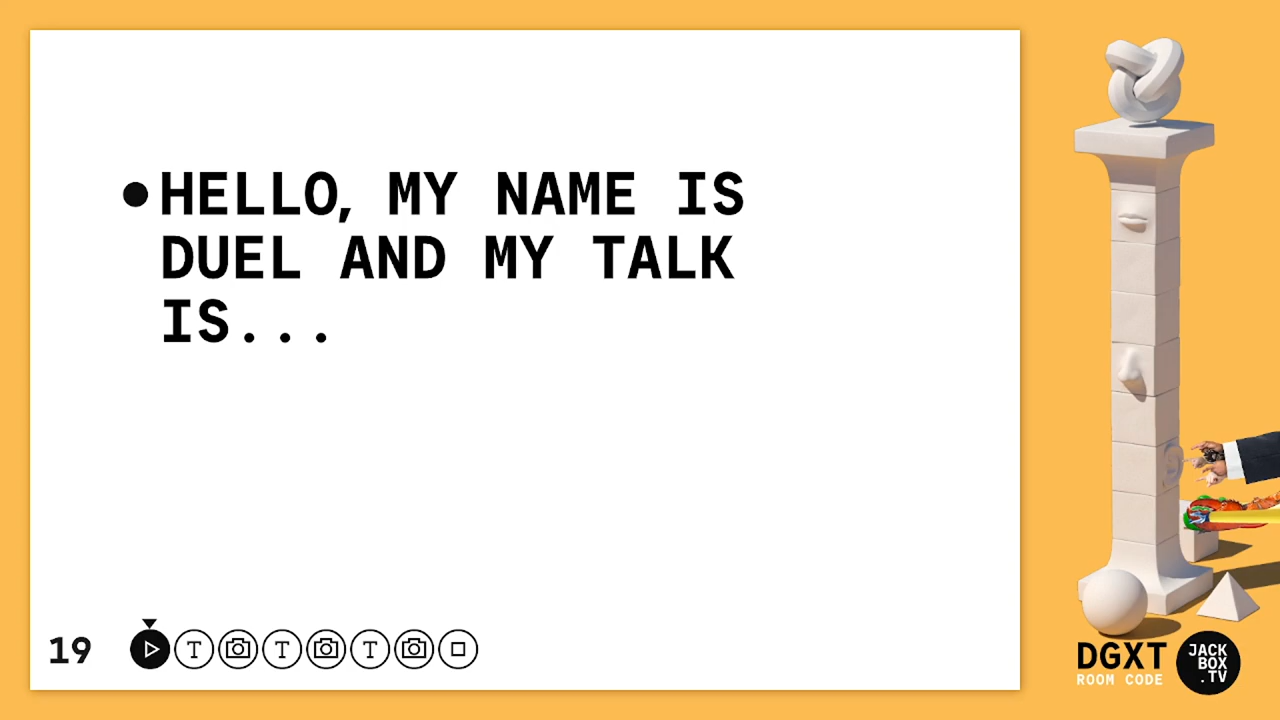 HELLO, MY NAME IS
DUEL AND MY TALK
IS...
19
T
T
T
DGXT
ROOM CODE
JACK
BOX
.TV